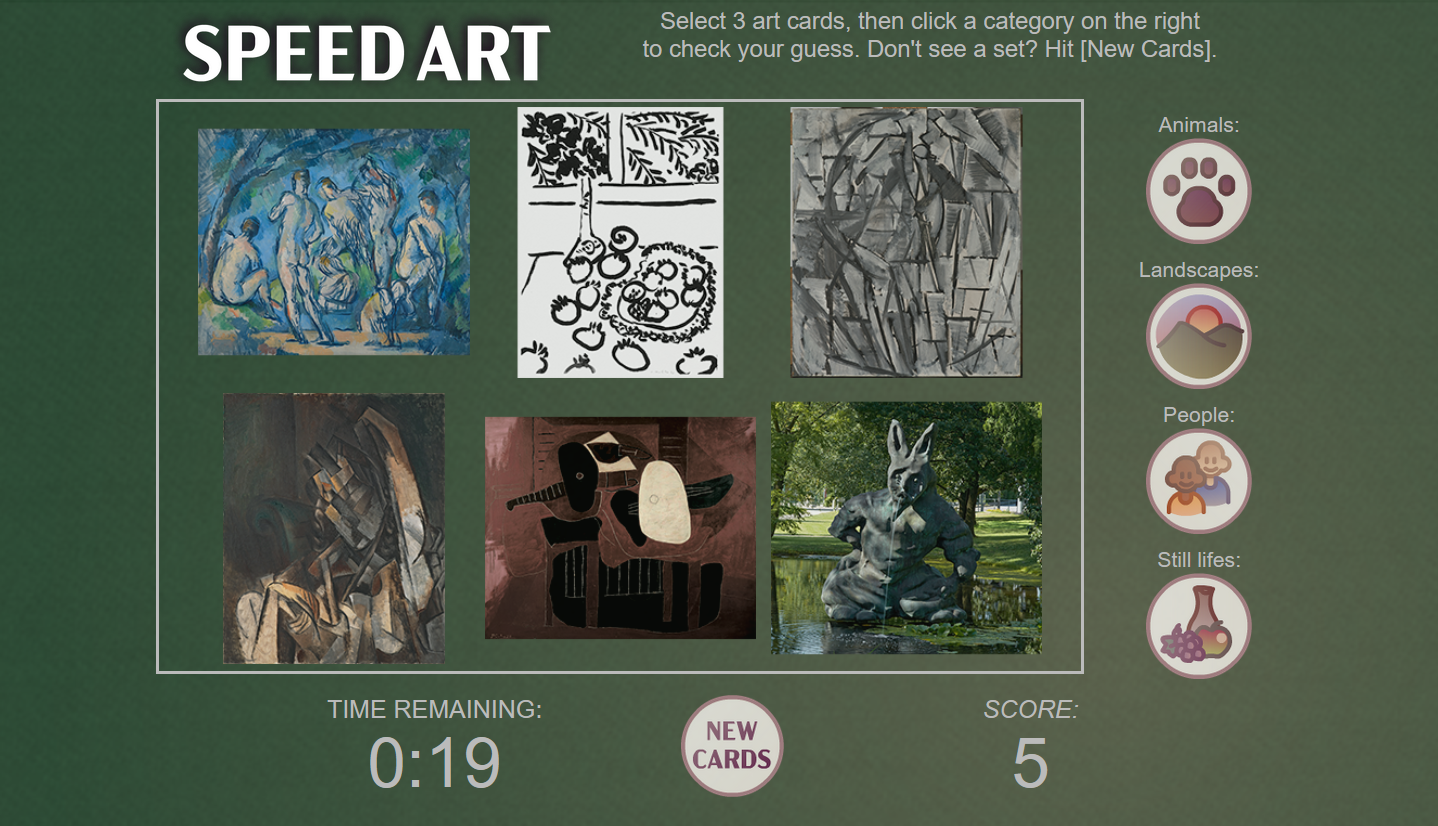 SPEED ART
Select 3 art cards, then click a category on the right
to check your guess. Don't see a set? Hit [New Cards].
Animals:
Landscapes:
People:
Still lifes:
TIME REMAINING:
0:19
NEW
CARDS
SCORE:
5